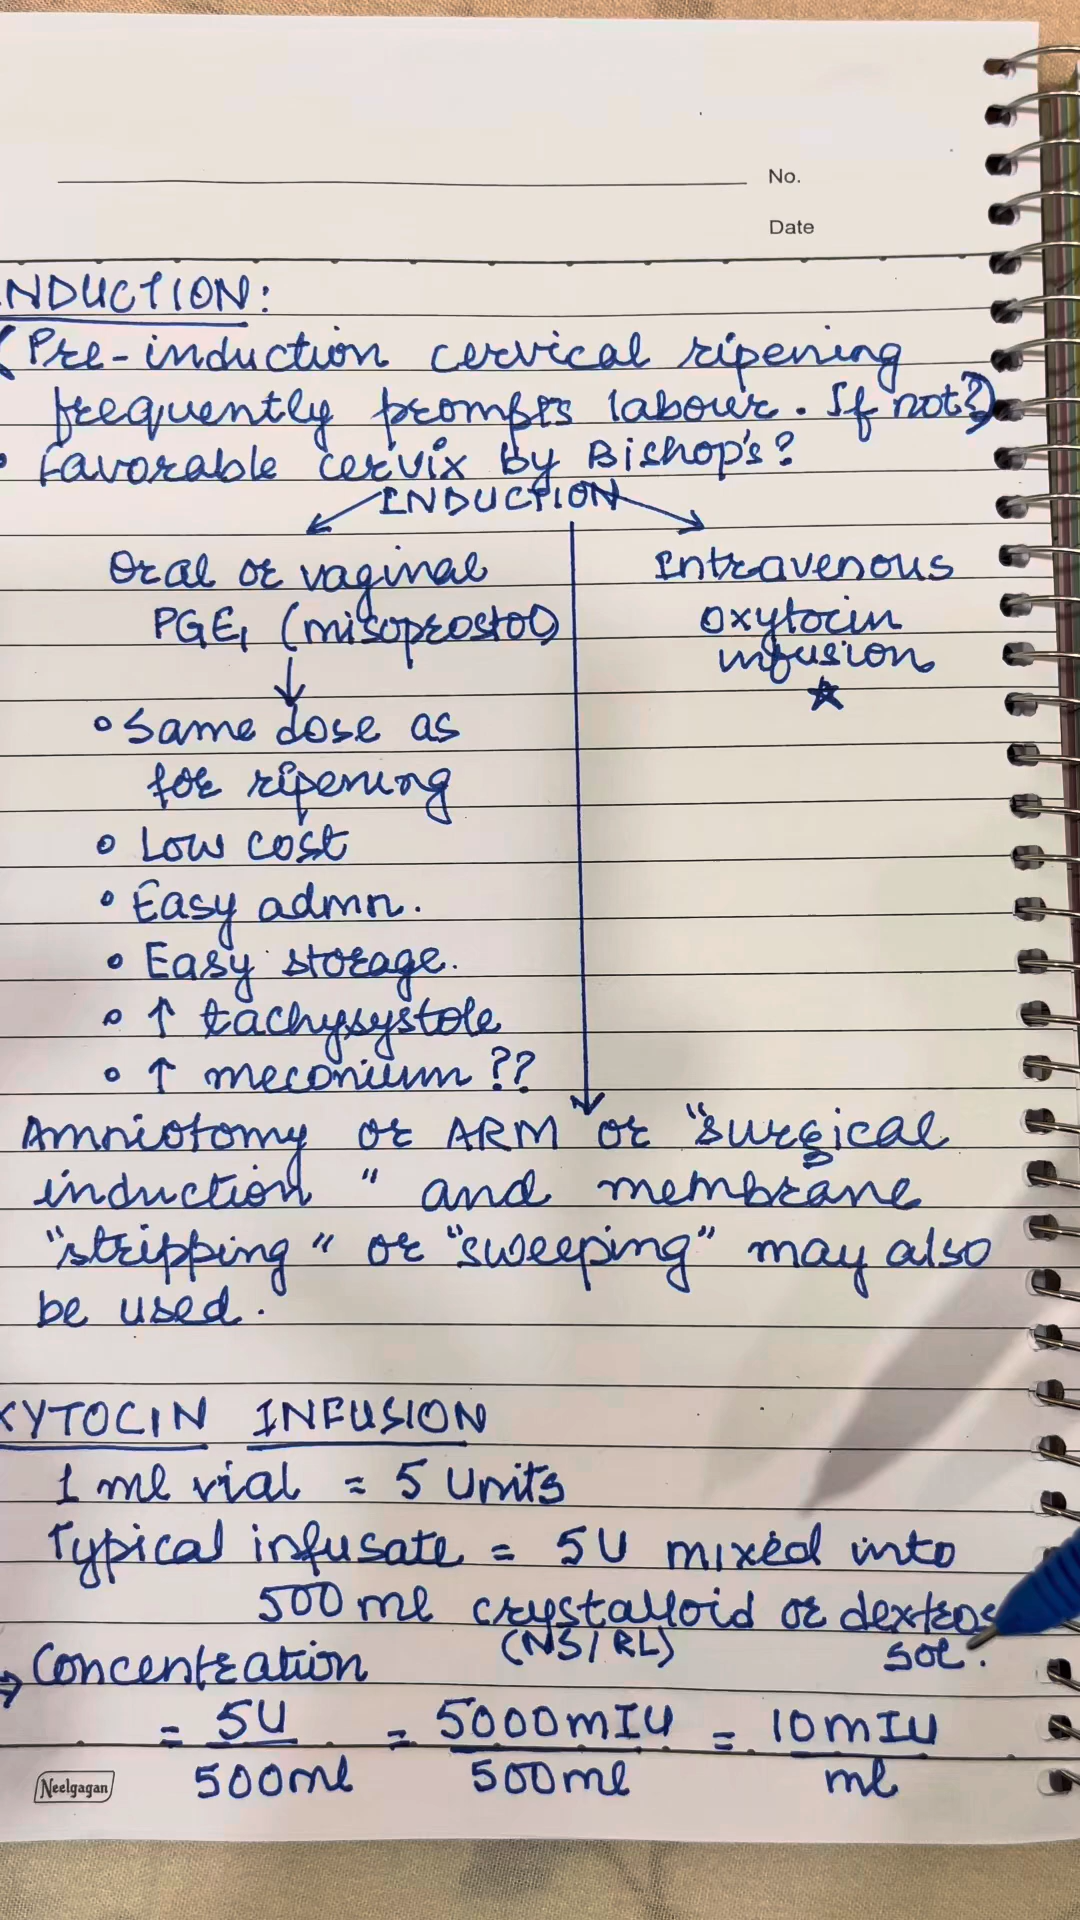 No.
Date
NDUCTION:
(Pre-induction cervical ripening
frequently prompts labour. If not?)
• Favorable cervix by Bishop's?
INDUCTION
Oral or vaginal
PGE1 (misoprostol)
• Same dose as
for ripening
• Low cost
• Easy admn.
• Easy storage.
• ↑ tachysystole
• ↑ meconium ??
Intravenous
oxytocin
infusion
☆
Amniotomy or ARM or "surgical
induction" and membrane
"stripping" or "sweeping" may also
be used.
XYTOCIN INFUSION
1 ml vial = 5 Units
Typical infusate = 5U mixed into
500 ml crystalloid or dextros
(NS/RL) sol.
→ Concentration
= 5U/500ml = 5000mIU/500ml = 10mIU/ml
Neelgagan